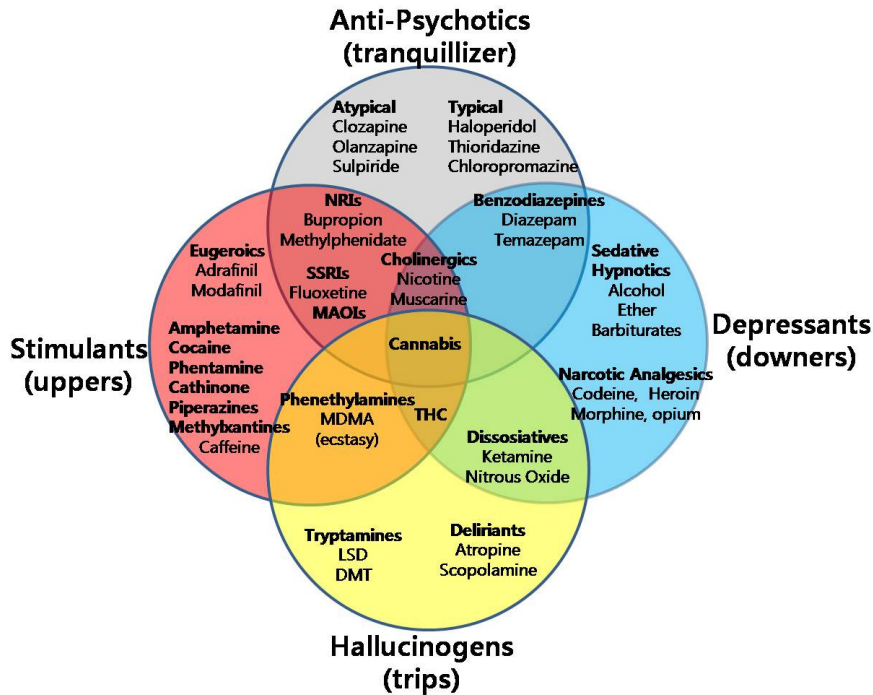 Anti-Psychotics
(tranquillizer)
Atypical
Clozapine
Olanzapine
Sulpiride
Typical
Haloperidol
Thioridazine
Chloropromazine
NRIs
Bupropion
Methylphenidate
Benzodiazepines
Diazepam
Temazepam
Eugeroics
Adrafinil
Modafinil
SSRIs
Fluoxetine
MAOIs
Cholinergics
Nicotine
Muscarine
Sedative
Hypnotics
Alcohol
Ether
Barbiturates
Stimulants
(uppers)
Amphetamine
Cocaine
Phentamine
Cathinone
Piperazines
Methylxantines
Caffeine
Cannabis
Depressants
(downers)
Phenethylamines
MDMA
(ecstasy)
THC
Narcotic Analgesics
Codeine, Heroin
Morphine, opium
Dissosiatives
Ketamine
Nitrous Oxide
Tryptamines
LSD
DMT
Deliriants
Atropine
Scopolamine
Hallucinogens
(trips)